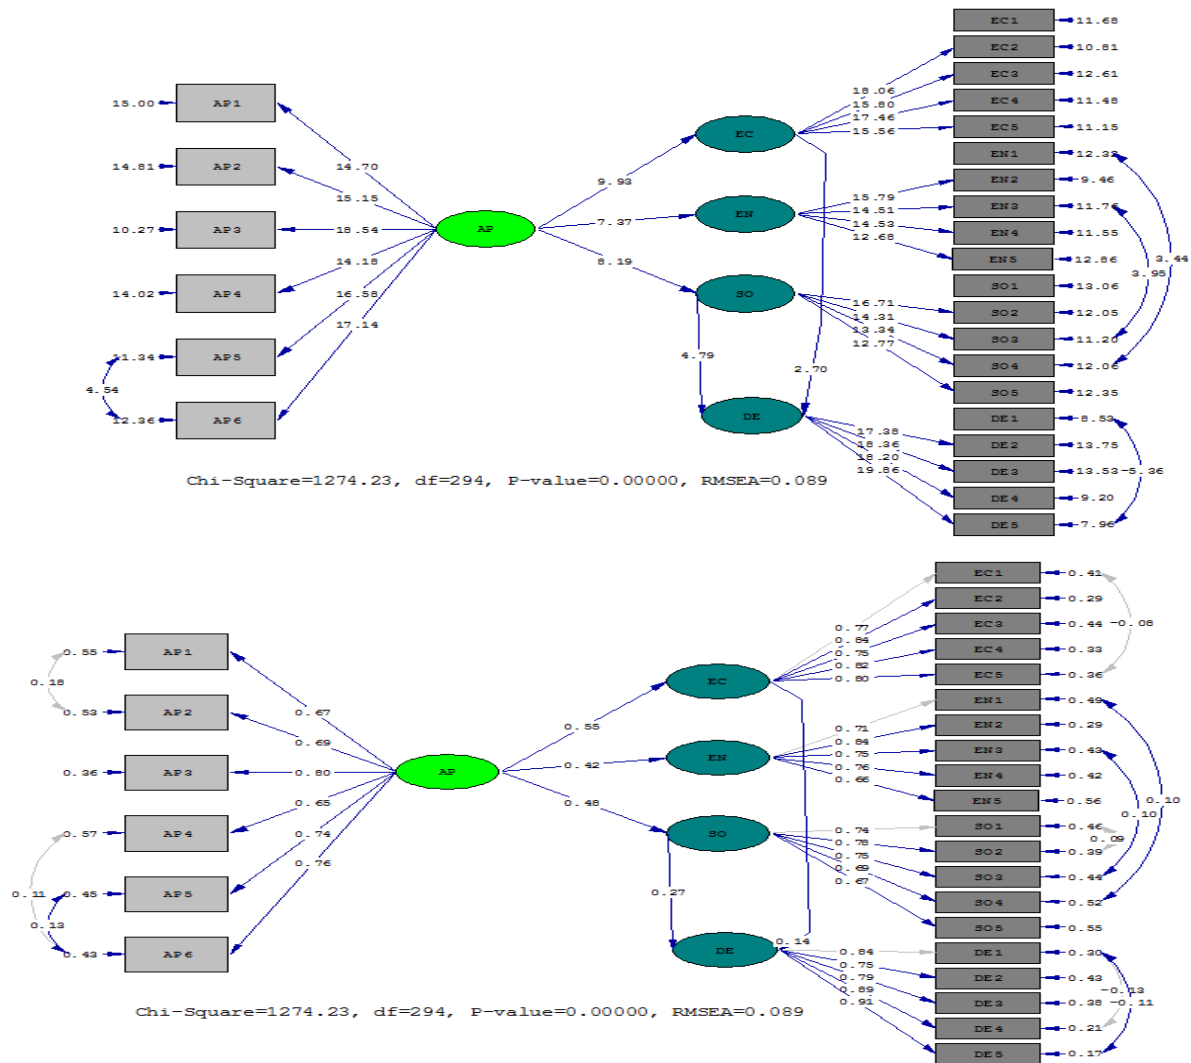 EC1 11.68
EC2 10.81
EC3 12.61
EC4 11.48
EC5 11.15
EN1 12.32
EN2 9.46
EN3 11.76
EN4 11.55
EN5 12.86
SO1 13.06
SO2 12.05
SO3 11.20
SO4 12.06
SO5 12.35
DE1 8.53
DE2 13.75
DE3 13.53
DE4 9.20
DE5 7.96
3.44
3.95
-5.36
15.00 AP1
14.81 AP2
10.27 AP3
14.02 AP4
11.34 AP5
12.36 AP6
4.54
14.70
15.15
18.54
14.18
16.58
17.14
AP
9.93
7.37
8.19
EC
EN
SO
DE
4.79
2.70
18.06
15.80
17.46
15.56
15.79
14.51
14.53
12.68
16.71
14.31
13.34
12.77
17.38
18.36
18.20
19.86
Chi-Square=1274.23, df=294, P-value=0.00000, RMSEA=0.089
EC1 0.41
EC2 0.29
EC3 0.44
EC4 0.33
EC5 0.36
EN1 0.49
EN2 0.29
EN3 0.43
EN4 0.42
EN5 0.56
SO1 0.46
SO2 0.39
SO3 0.44
SO4 0.52
SO5 0.55
DE1 0.30
DE2 0.43
DE3 0.38
DE4 0.21
DE5 0.17
-0.08
0.10
0.10
0.09
-0.13
-0.11
0.55 AP1
0.53 AP2
0.36 AP3
0.57 AP4
0.45 AP5
0.43 AP6
0.18
0.11
0.13
0.67
0.69
0.80
0.65
0.74
0.76
AP
0.55
0.42
0.48
EC
EN
SO
DE
0.27
0.14
0.77
0.84
0.75
0.82
0.80
0.71
0.84
0.75
0.76
0.66
0.74
0.78
0.75
0.69
0.67
0.84
0.75
0.79
0.89
0.91
Chi-Square=1274.23, df=294, P-value=0.00000, RMSEA=0.089